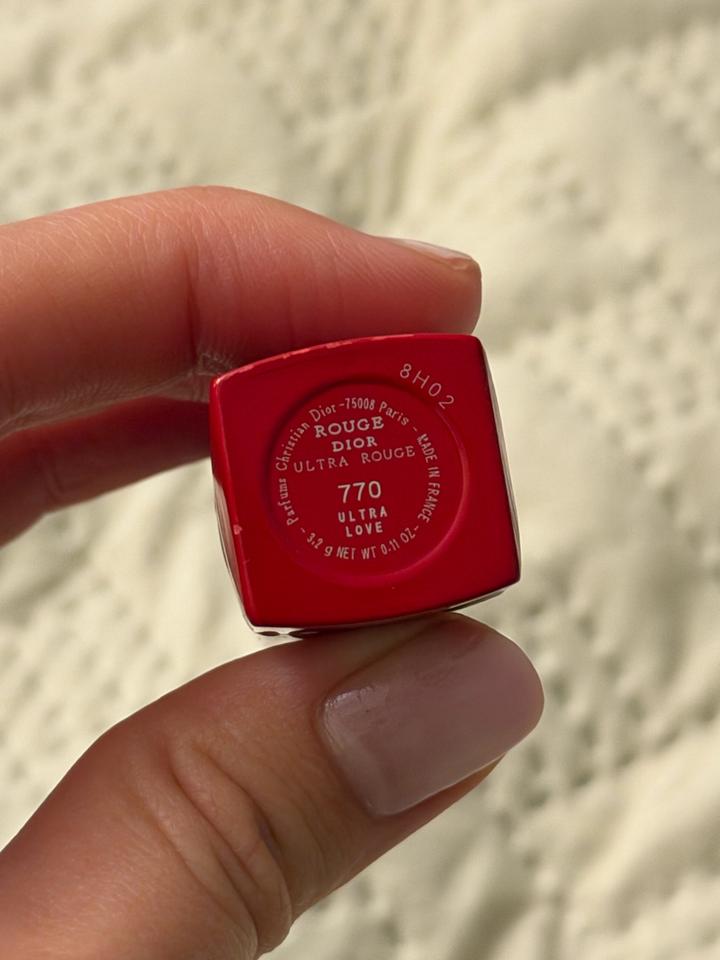 8H02
Parfums Christian Dior -75008 Paris - MADE IN FRANCE - 3,2 g NET WT 0.11 OZ-
ROUGE
DIOR
ULTRA ROUGE
770
ULTRA
LOVE